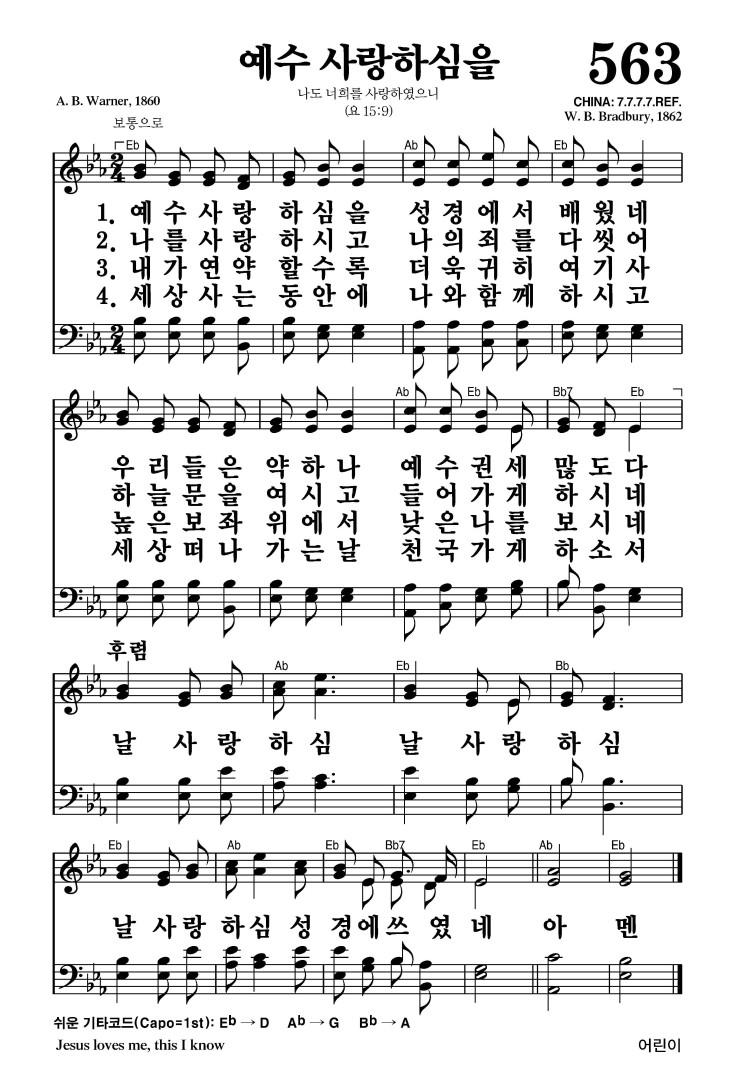 예수 사랑하심을
563
나도 너희를 사랑하였으니
(요 15:9)
A. B. Warner, 1860
CHINA: 7.7.7.7.REF.
W. B. Bradbury, 1862
보통으로
Eb Ab Eb
1. 예 수 사 랑 하 심 을 성 경 에 서 배 웠 네
2. 나 를 사 랑 하 시 고 나 의 죄 를 다 씻 어
3. 내 가 연 약 할 수 록 더 욱 귀 히 여 기 사
4. 세 상 사 는 동 안 에 나 와 함 께 하 시 고
Ab Eb Bb7 Eb
우 리 들 은 약 하 나 예 수 권 세 많 도 다
하 늘 문 을 여 시 고 들 어 가 게 하 시 네
높 은 보 좌 위 에 서 낮 은 나 를 보 시 네
세 상 떠 나 가 는 날 천 국 가 게 하 소 서
후렴
Ab Eb Bb
날 사 랑 하 심 날 사 랑 하 심
Eb Ab Eb Bb7 Eb Ab Eb
날 사 랑 하 심 성 경 에 쓰 였 네 아 멘
쉬운 기타코드(Capo=1st): Eb → D Ab → G Bb → A
Jesus loves me, this I know
어린이